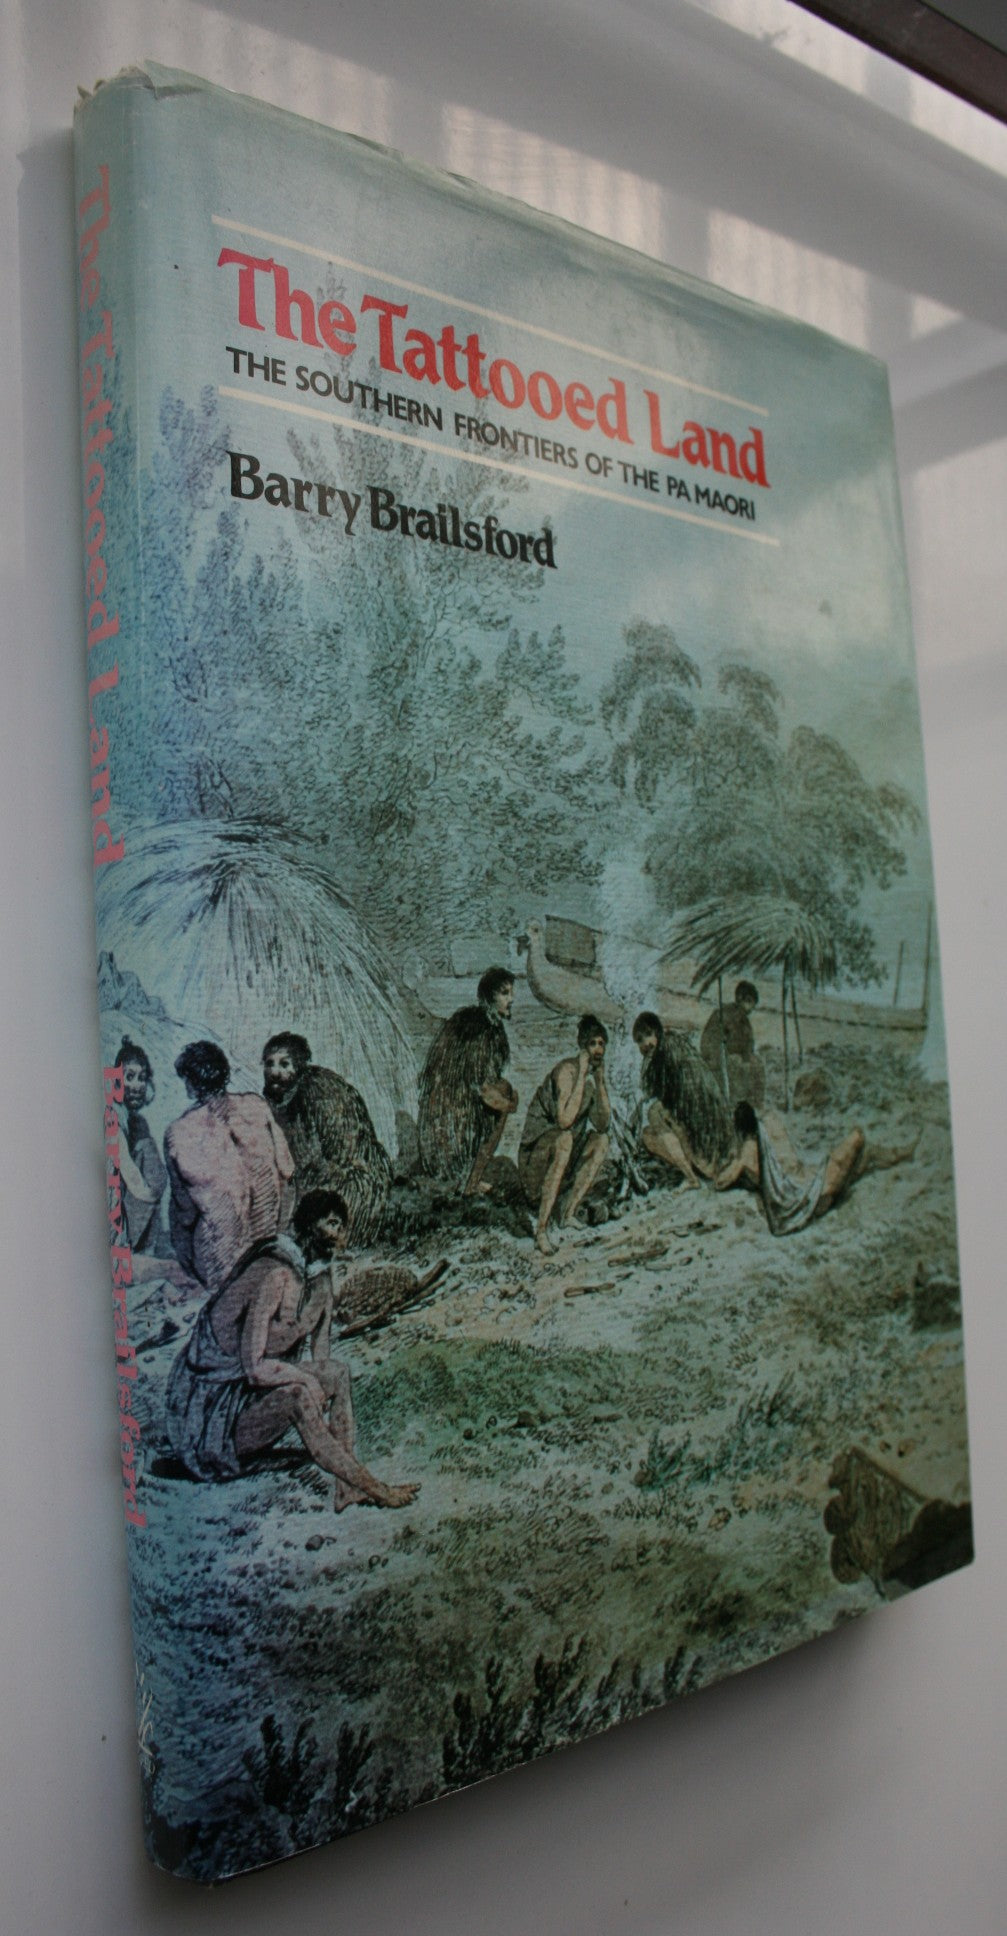 The Tattooed Land
THE SOUTHERN FRONTIERS OF THE PA MAORI
Barry Brailsford
The Tattooed Land
Barry Brailsford